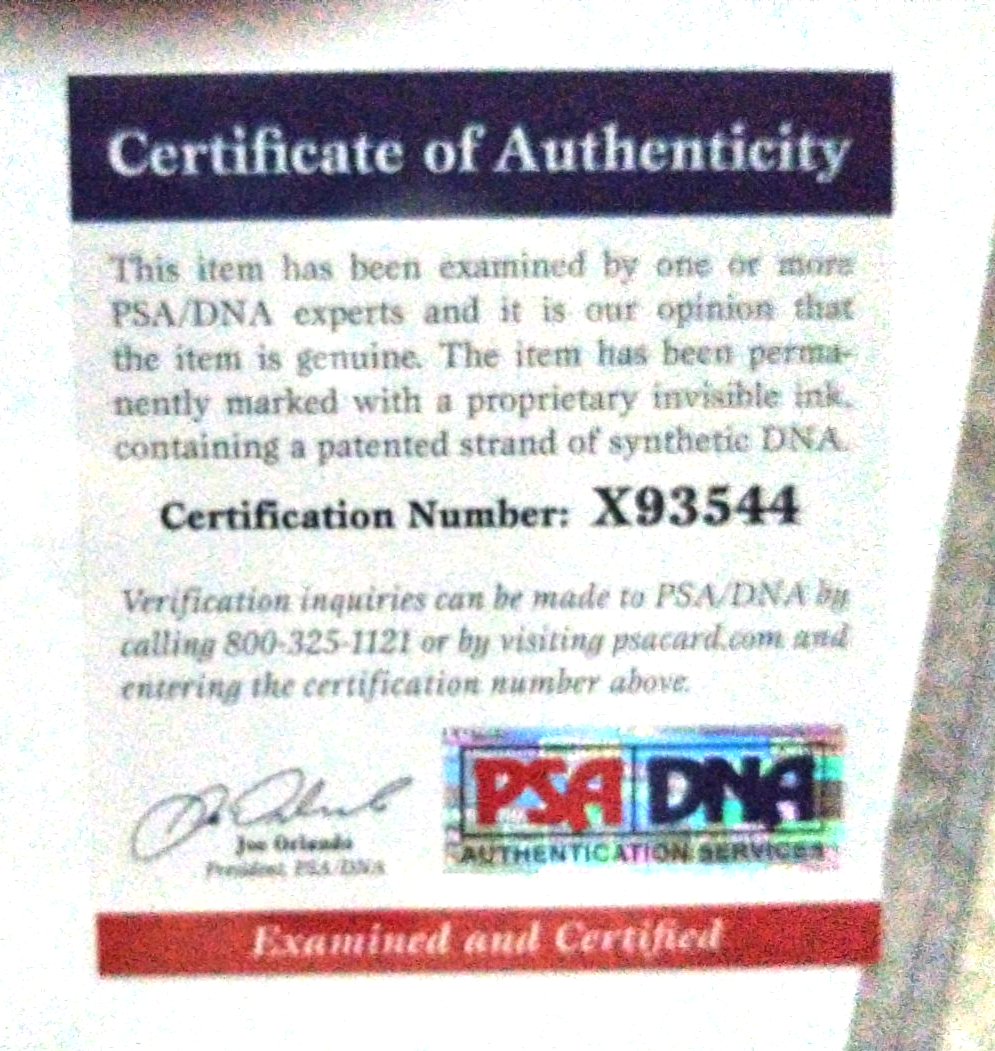 Certificate of Authenticity
This item has been examined by one or more
PSA/DNA experts and it is our opinion that
the item is genuine. The item has been perma-
nently marked with a proprietary invisible ink,
containing a patented strand of synthetic DNA.
Certification Number: X93544
Verification inquiries can be made to PSA/DNA by
calling 800-325-1121 or by visiting psacard.com and
entering the certification number above.
Joe Orlando
President, PSA/DNA
PSA DNA
AUTHENTICATION SERVICES
Examined and Certified